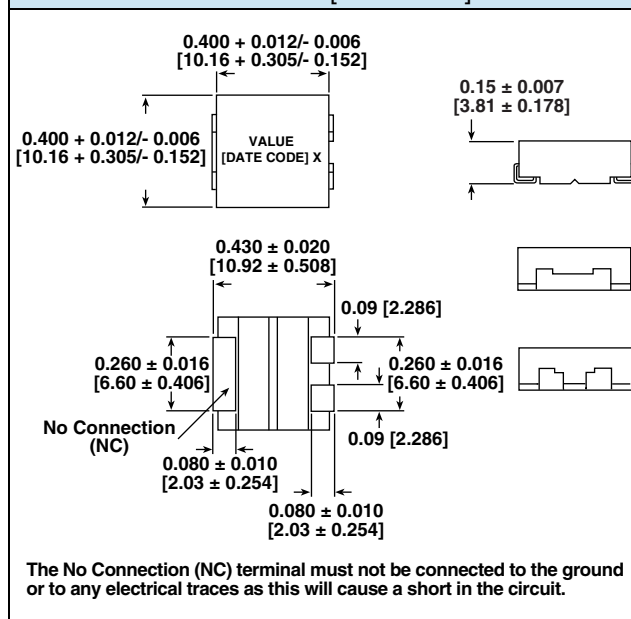 0.400 + 0.012/- 0.006
[10.16 + 0.305/- 0.152]
0.15 ± 0.007
[3.81 ± 0.178]
0.400 + 0.012/- 0.006
[10.16 + 0.305/- 0.152]
VALUE
[DATE CODE] X
0.430 ± 0.020
[10.92 ± 0.508]
0.09 [2.286]
0.260 ± 0.016
[6.60 ± 0.406]
0.260 ± 0.016
[6.60 ± 0.406]
No Connection
(NC)
0.09 [2.286]
0.080 ± 0.010
[2.03 ± 0.254]
0.080 ± 0.010
[2.03 ± 0.254]
The No Connection (NC) terminal must not be connected to the ground
or to any electrical traces as this will cause a short in the circuit.